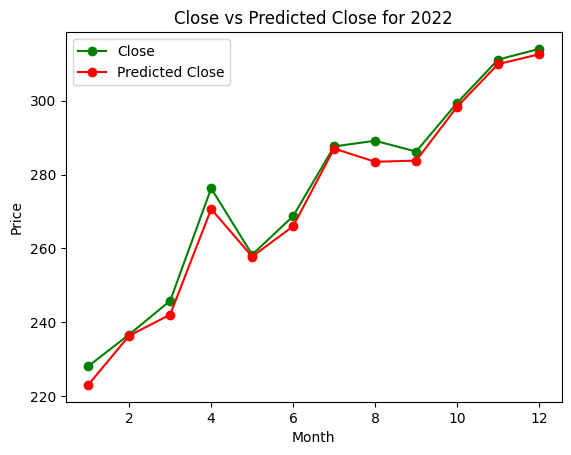 Close vs Predicted Close for 2022
Close
Predicted Close
Price
300
280
260
240
220
2 4 6 8 10 12
Month